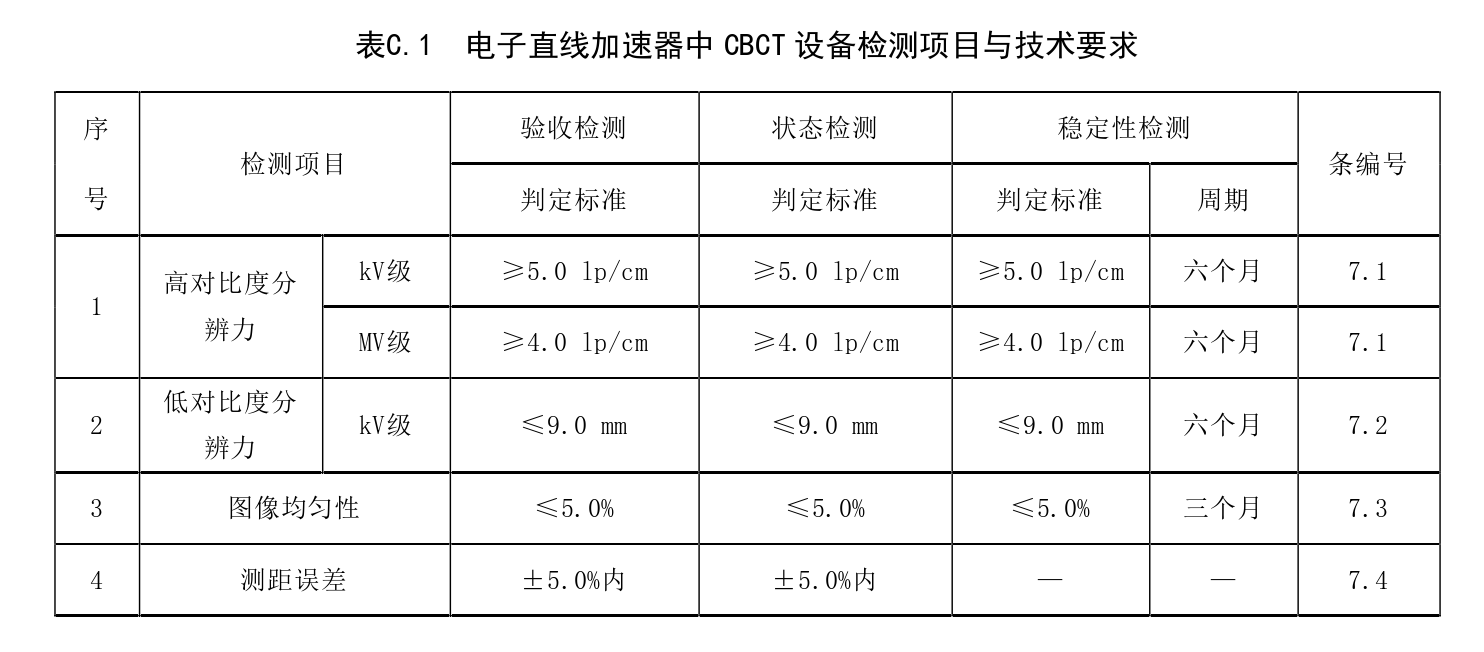 表C.1 电子直线加速器中 CBCT 设备检测项目与技术要求
序号 检测项目 验收检测 状态检测 稳定性检测 条编号
判定标准 判定标准 判定标准 周期
1 高对比度分辨力 kV级 ≥5.0 lp/cm ≥5.0 lp/cm ≥5.0 lp/cm 六个月 7.1
MV级 ≥4.0 lp/cm ≥4.0 lp/cm ≥4.0 lp/cm 六个月 7.1
2 低对比度分辨力 kV级 ≤9.0 mm ≤9.0 mm ≤9.0 mm 六个月 7.2
3 图像均匀性 ≤5.0% ≤5.0% ≤5.0% 三个月 7.3
4 测距误差 ±5.0%内 ±5.0%内 — — 7.4